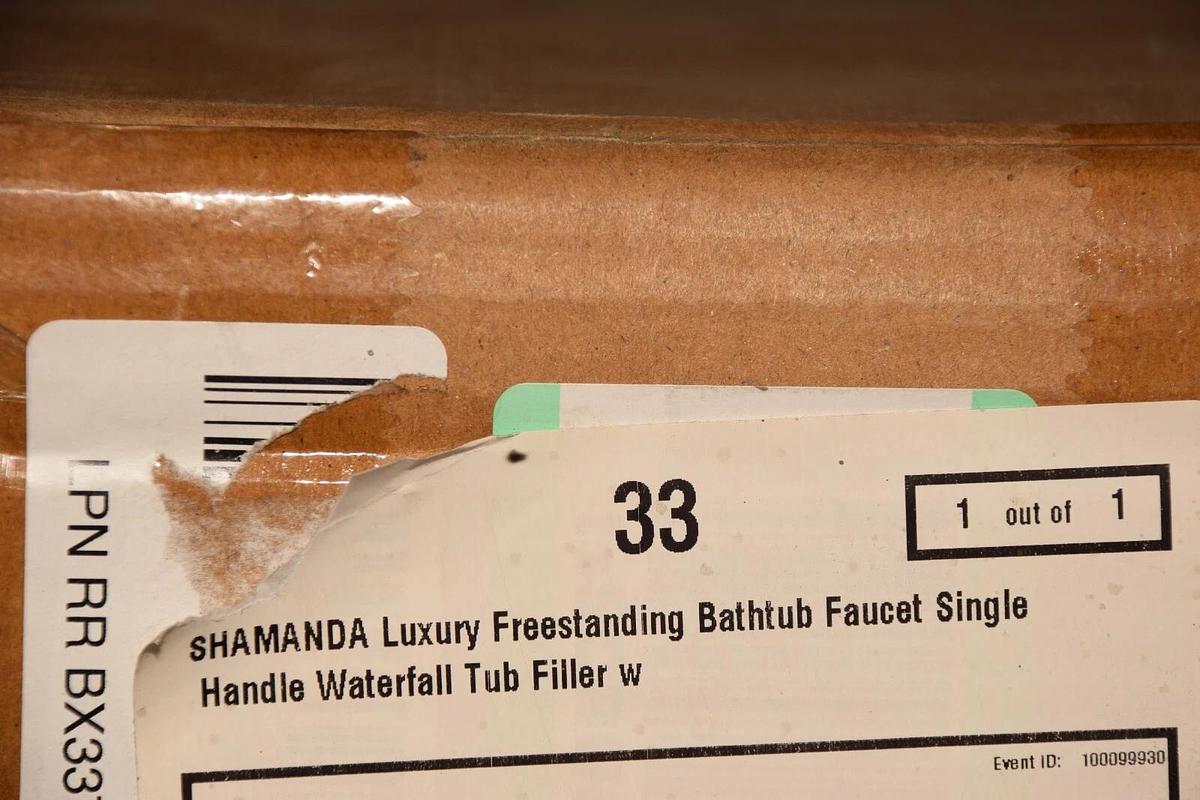 LPN RR BX33
33
1 out of 1
SHAMANDA Luxury Freestanding Bathtub Faucet Single
Handle Waterfall Tub Filler w
Event ID: 100099930